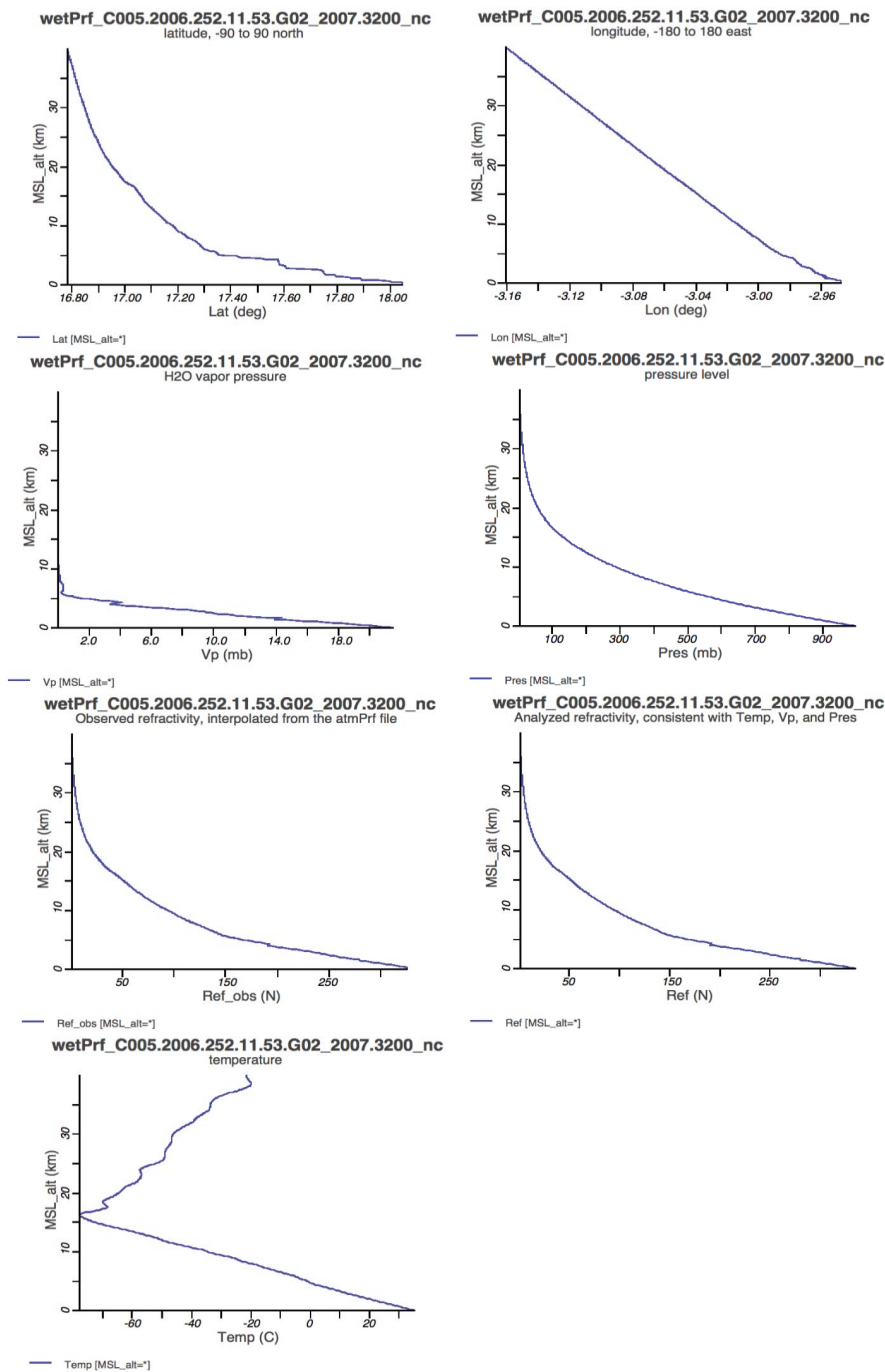 wetPrf_C005.2006.252.11.53.G02_2007.3200_nc
latitude, -90 to 90 north
MSL_alt (km)
30
20
10
0
16.80 17.00 17.20 17.40 17.60 17.80 18.00
Lat (deg)
Lat [MSL_alt=*]
wetPrf_C005.2006.252.11.53.G02_2007.3200_nc
longitude, -180 to 180 east
MSL_alt (km)
30
20
10
0
-3.16 -3.12 -3.08 -3.04 -3.00 -2.96
Lon (deg)
Lon [MSL_alt=*]
wetPrf_C005.2006.252.11.53.G02_2007.3200_nc
H2O vapor pressure
MSL_alt (km)
30
20
10
0
2.0 6.0 10.0 14.0 18.0
Vp (mb)
Vp [MSL_alt=*]
wetPrf_C005.2006.252.11.53.G02_2007.3200_nc
pressure level
MSL_alt (km)
30
20
10
0
100 300 500 700 900
Pres (mb)
Pres [MSL_alt=*]
wetPrf_C005.2006.252.11.53.G02_2007.3200_nc
Observed refractivity, interpolated from the atmPrf file
MSL_alt (km)
30
20
10
0
50 150 250
Ref_obs (N)
Ref_obs [MSL_alt=*]
wetPrf_C005.2006.252.11.53.G02_2007.3200_nc
Analyzed refractivity, consistent with Temp, Vp, and Pres
MSL_alt (km)
30
20
10
0
50 150 250
Ref (N)
Ref [MSL_alt=*]
wetPrf_C005.2006.252.11.53.G02_2007.3200_nc
temperature
MSL_alt (km)
30
20
10
0
-60 -40 -20 0 20
Temp (C)
Temp [MSL_alt=*]